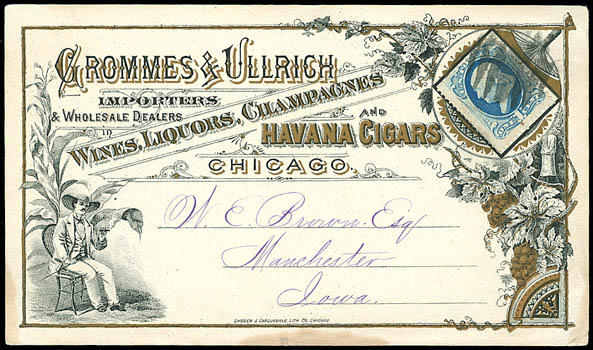 GROMMES & ULLRICH
IMPORTERS
& WHOLESALE DEALERS
in
WINES, LIQUORS, CHAMPAGNES
AND
HAVANA CIGARS
CHICAGO.
W. E. Brown Esq
Manchester
Iowa.
SHOBER & CARQUEVILLE LITH. CO. CHICAGO